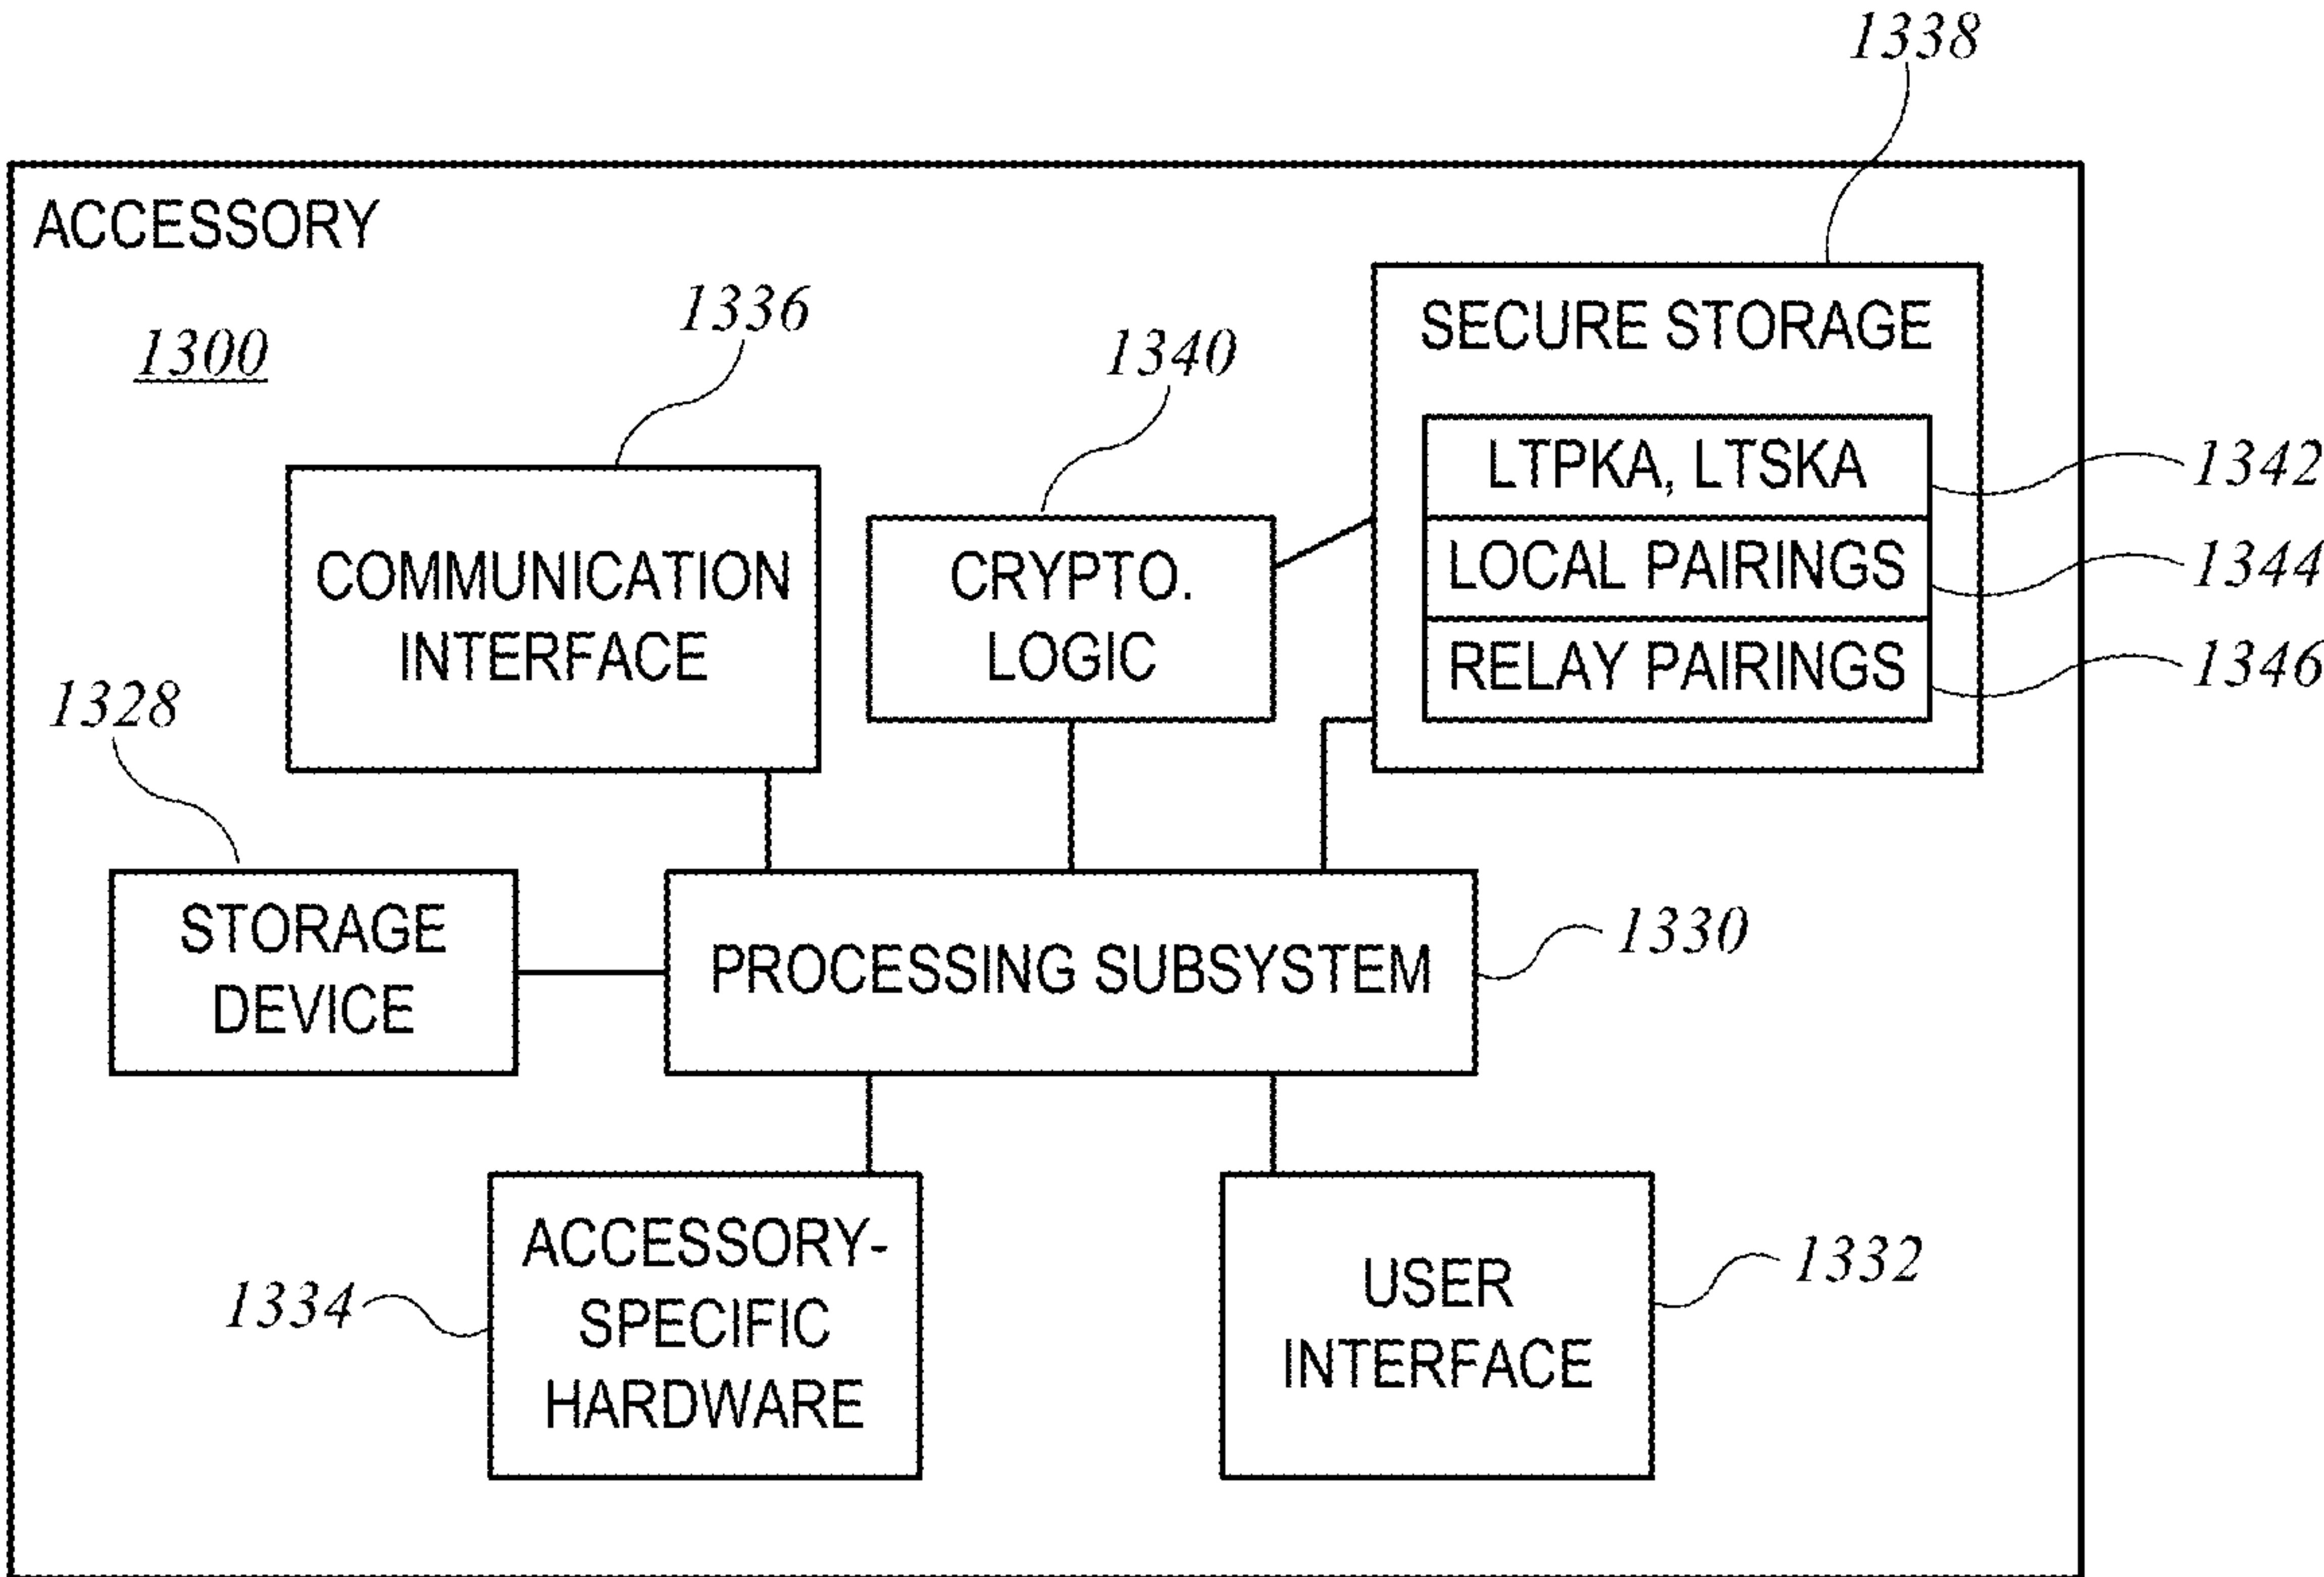 1338
ACCESSORY
1300
1336
1340
SECURE STORAGE
LTPKA, LTSKA
1342
LOCAL PAIRINGS
1344
RELAY PAIRINGS
1346
COMMUNICATION
INTERFACE
CRYPTO.
LOGIC
1328
STORAGE
DEVICE
PROCESSING SUBSYSTEM
1330
1334
ACCESSORY-
SPECIFIC
HARDWARE
USER
INTERFACE
1332